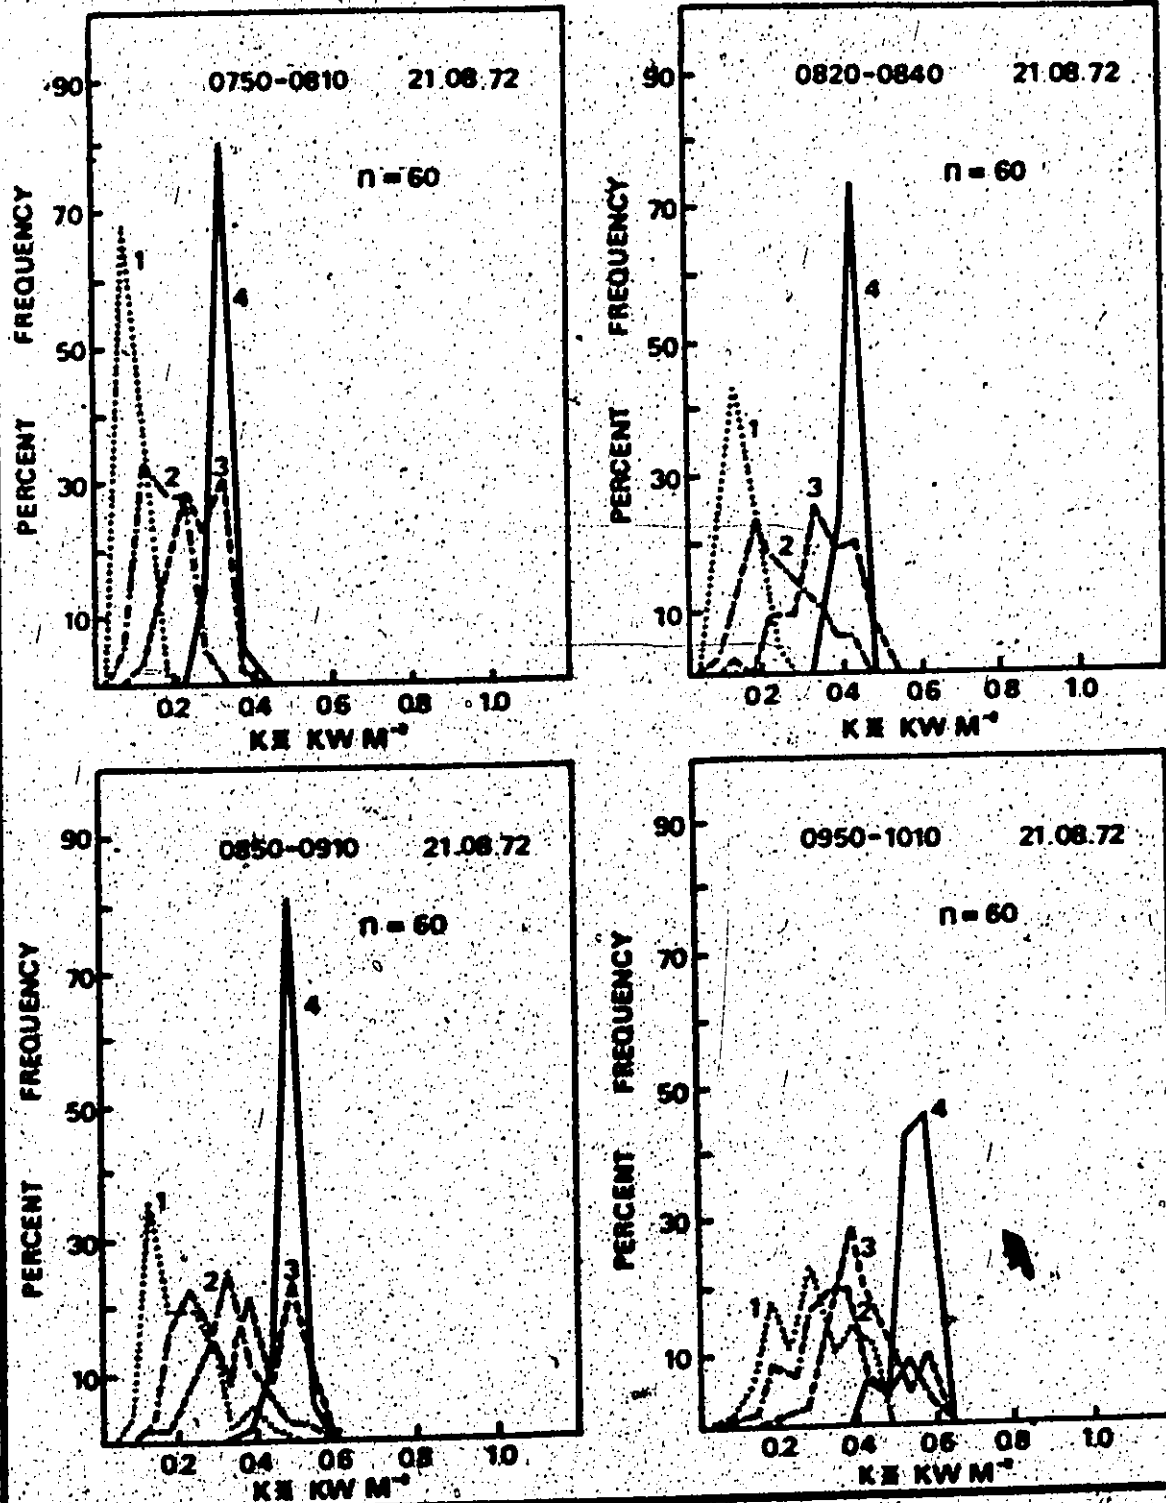 0750-0810 21.08.72
n = 60
90
70
50
30
10
1
2
3
4
PERCENT FREQUENCY
0.2 0.4 0.6 0.8 1.0
KW M
0820-0840 21.08.72
n = 60
90
70
50
30
10
1
2
3
4
PERCENT FREQUENCY
0.2 0.4 0.6 0.8 1.0
KW M
0850-0910 21.08.72
n = 60
90
70
50
30
10
1
2
3
4
PERCENT FREQUENCY
0.2 0.4 0.6 0.8 1.0
KW M
0950-1010 21.08.72
n = 60
90
70
50
30
10
1
2
3
4
PERCENT FREQUENCY
0.2 0.4 0.6 0.8 1.0
KW M